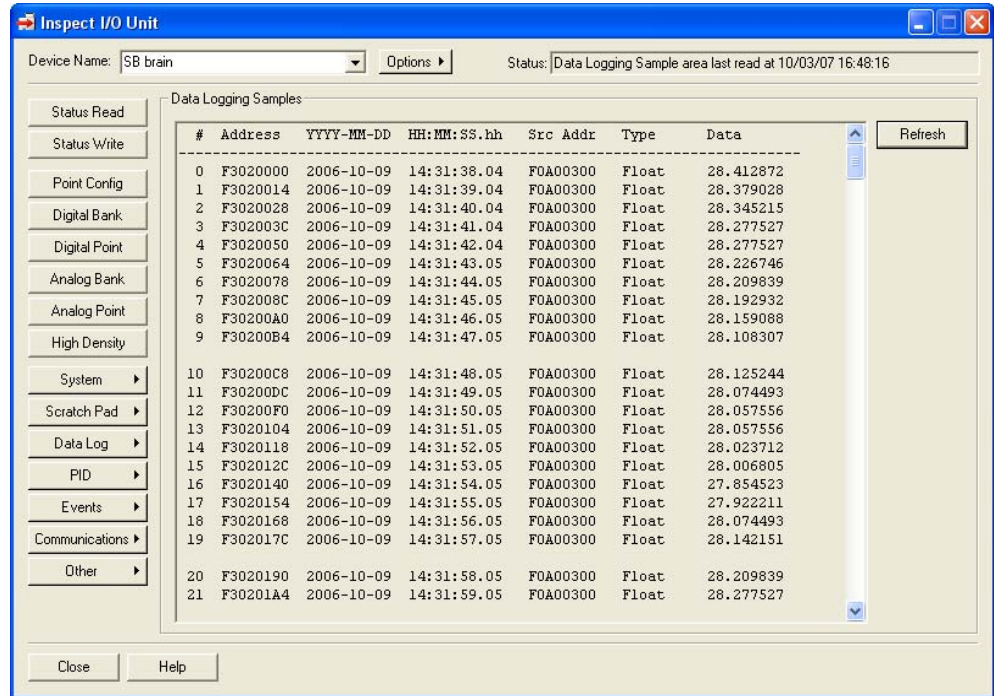 Inspect I/O Unit
Device Name: SB brain Options Status: Data Logging Sample area last read at 10/03/07 16:48:16
Status Read
Status Write
Point Config
Digital Bank
Digital Point
Analog Bank
Analog Point
High Density
System
Scratch Pad
Data Log
PID
Events
Communications
Other
Data Logging Samples
# Address YYYY-MM-DD HH:MM:SS.hh Src Addr Type Data
0 F3020000 2006-10-09 14:31:38.04 F0A00300 Float 28.412872
1 F3020014 2006-10-09 14:31:39.04 F0A00300 Float 28.379028
2 F3020028 2006-10-09 14:31:40.04 F0A00300 Float 28.345215
3 F302003C 2006-10-09 14:31:41.04 F0A00300 Float 28.277527
4 F3020050 2006-10-09 14:31:42.04 F0A00300 Float 28.277527
5 F3020064 2006-10-09 14:31:43.05 F0A00300 Float 28.226746
6 F3020078 2006-10-09 14:31:44.05 F0A00300 Float 28.209839
7 F302008C 2006-10-09 14:31:45.05 F0A00300 Float 28.192932
8 F30200A0 2006-10-09 14:31:46.05 F0A00300 Float 28.159088
9 F30200B4 2006-10-09 14:31:47.05 F0A00300 Float 28.108307
10 F30200C8 2006-10-09 14:31:48.05 F0A00300 Float 28.125244
11 F30200DC 2006-10-09 14:31:49.05 F0A00300 Float 28.074493
12 F30200F0 2006-10-09 14:31:50.05 F0A00300 Float 28.057556
13 F3020104 2006-10-09 14:31:51.05 F0A00300 Float 28.057556
14 F3020118 2006-10-09 14:31:52.05 F0A00300 Float 28.023712
15 F302012C 2006-10-09 14:31:53.05 F0A00300 Float 28.006805
16 F3020140 2006-10-09 14:31:54.05 F0A00300 Float 27.854523
17 F3020154 2006-10-09 14:31:55.05 F0A00300 Float 27.922211
18 F3020168 2006-10-09 14:31:56.05 F0A00300 Float 28.074493
19 F302017C 2006-10-09 14:31:57.05 F0A00300 Float 28.142151
20 F3020190 2006-10-09 14:31:58.05 F0A00300 Float 28.209839
21 F30201A4 2006-10-09 14:31:59.05 F0A00300 Float 28.277527
Refresh
Close Help